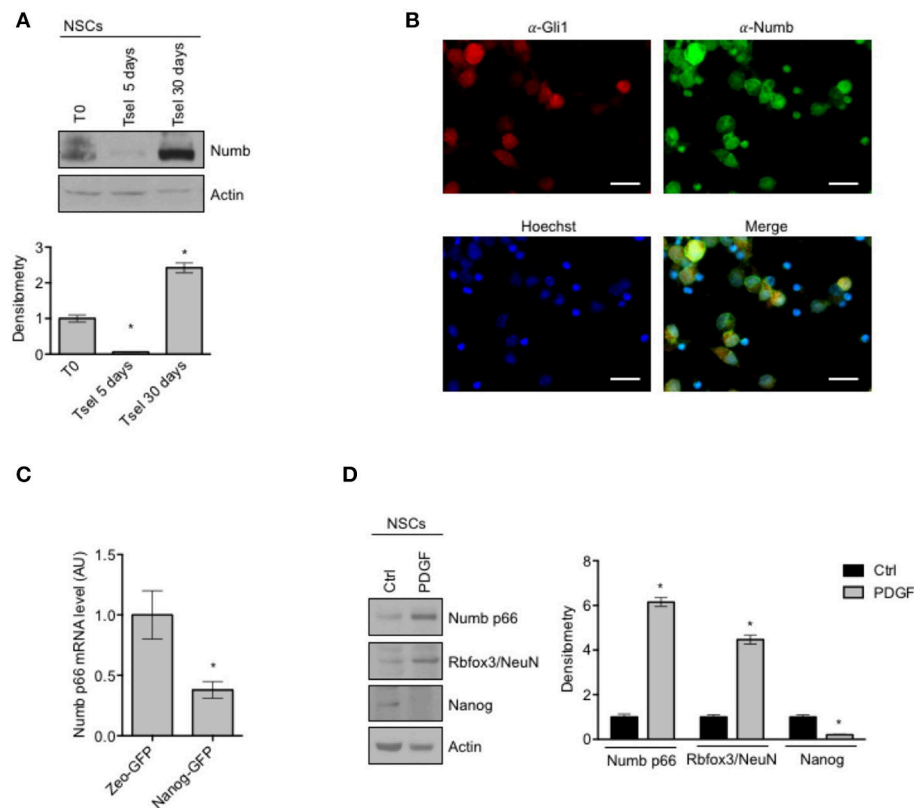 A
NSCs
T0
Tsel 5 days
Tsel 30 days
Numb
Actin
Densitometry
3
2
1
0
*
*
T0
Tsel 5 days
Tsel 30 days
B
α-Gli1
α-Numb
Hoechst
Merge
C
Numb p66 mRNA level (AU)
1.5
1.0
0.5
0.0
*
Zeo-GFP
Nanog-GFP
D
NSCs
Ctrl
PDGF
Numb p66
Rbfox3/NeuN
Nanog
Actin
Densitometry
8
6
4
2
0
*
*
*
Numb p66
Rbfox3/NeuN
Nanog
Ctrl
PDGF